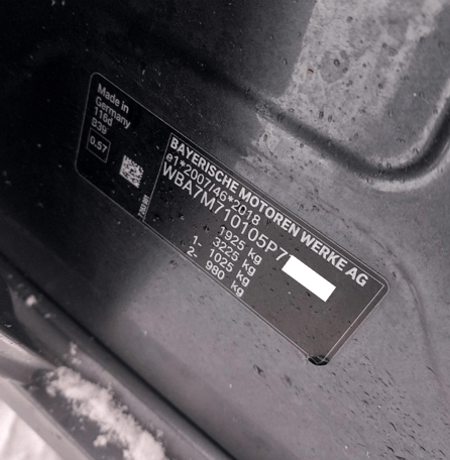 Made in
Germany
116d
B39
0.57
BAYERISCHE MOTOREN WERKE AG
e1*2007/46*2018
WBA7M710105P7
1925 kg
3225 kg
1- 1025 kg
2- 980 kg